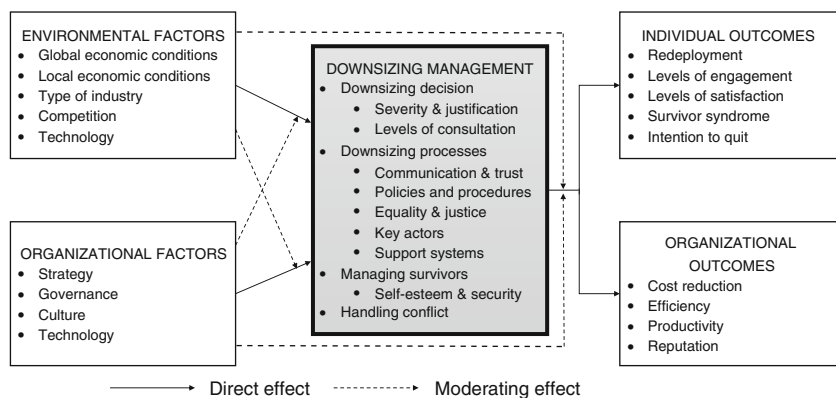 ENVIRONMENTAL FACTORS
• Global economic conditions
• Local economic conditions
• Type of industry
• Competition
• Technology
ORGANIZATIONAL FACTORS
• Strategy
• Governance
• Culture
• Technology
DOWNSIZING MANAGEMENT
• Downsizing decision
• Severity & justification
• Levels of consultation
• Downsizing processes
• Communication & trust
• Policies and procedures
• Equality & justice
• Key actors
• Support systems
• Managing survivors
• Self-esteem & security
• Handling conflict
INDIVIDUAL OUTCOMES
• Redeployment
• Levels of engagement
• Levels of satisfaction
• Survivor syndrome
• Intention to quit
ORGANIZATIONAL
OUTCOMES
• Cost reduction
• Efficiency
• Productivity
• Reputation
Direct effect
Moderating effect